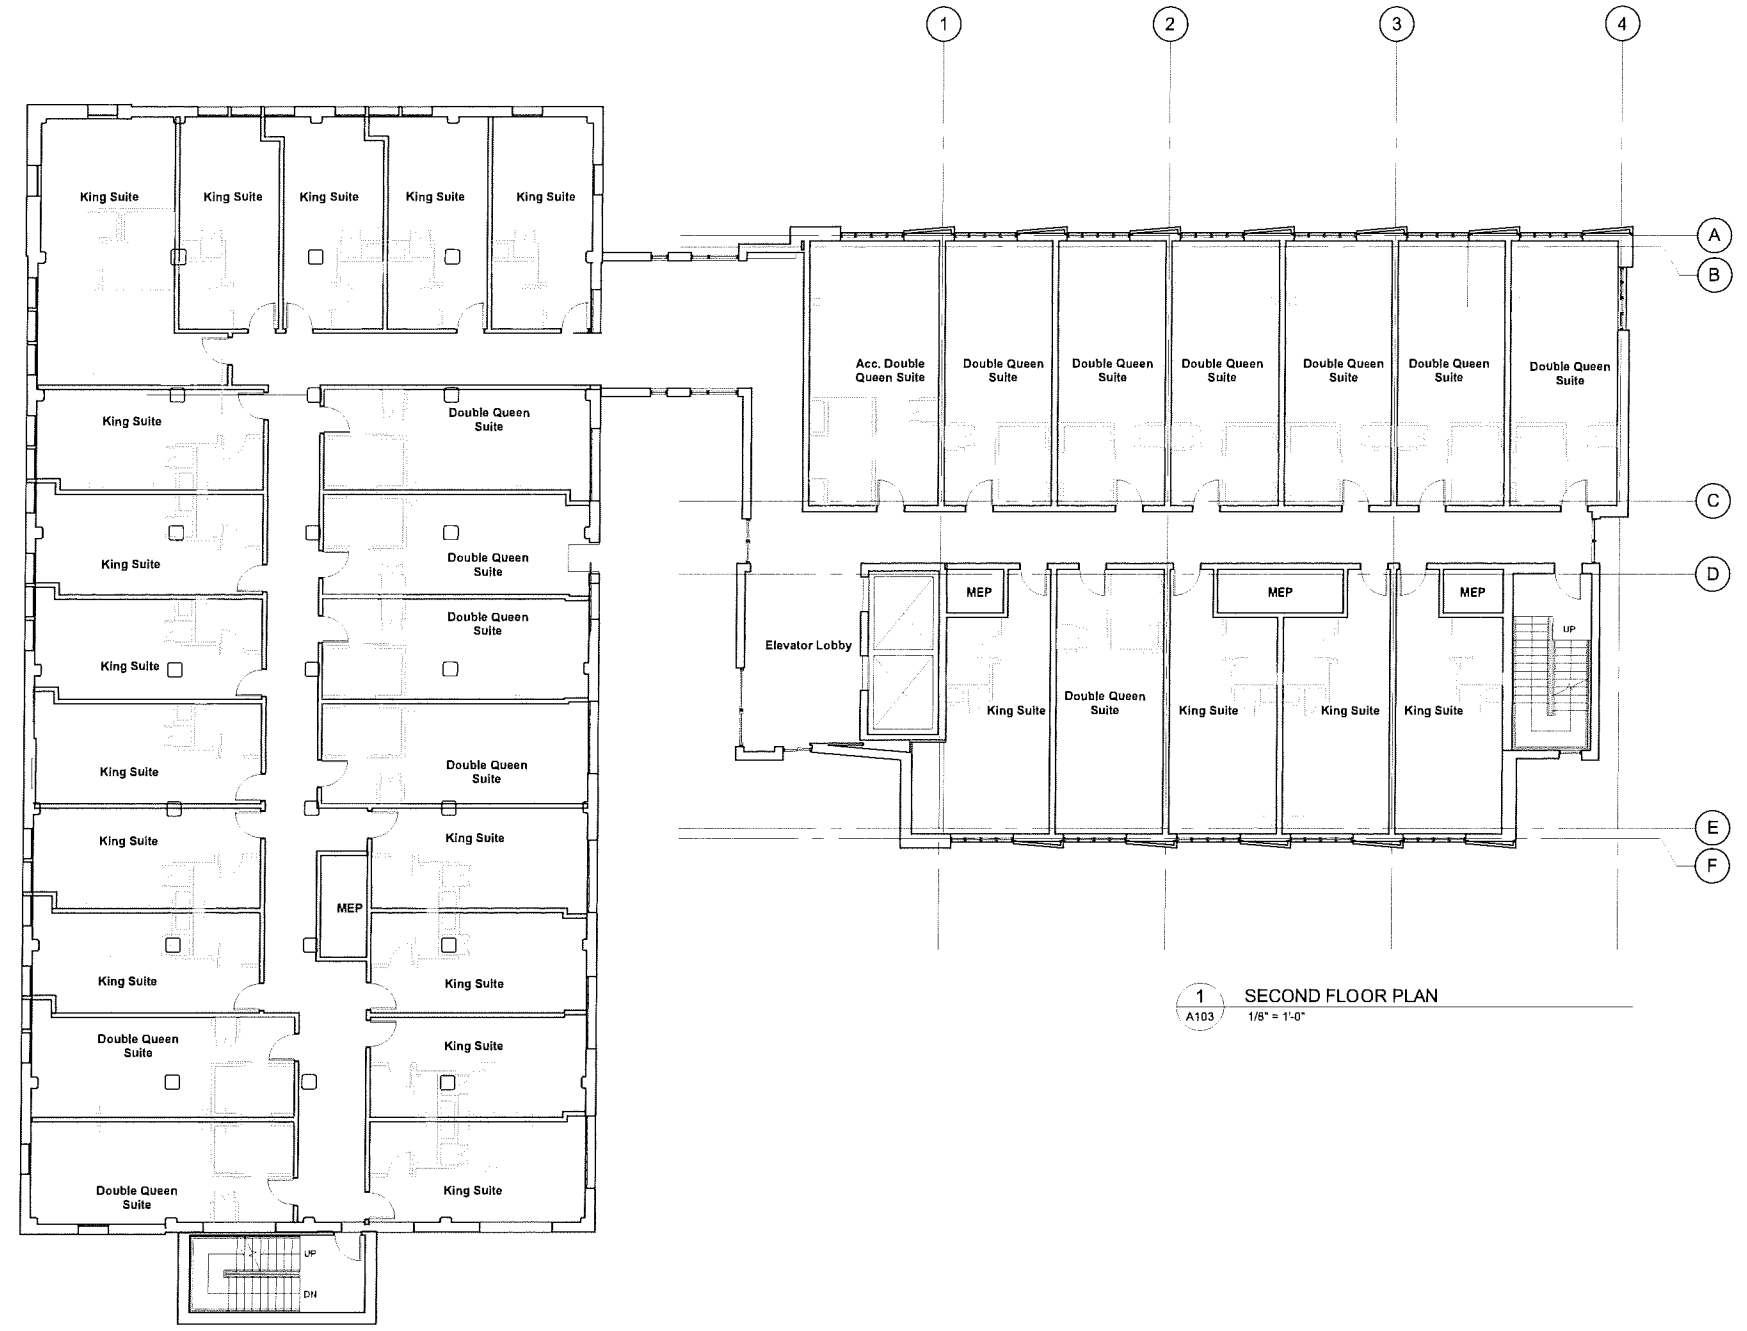 1 2 3 4
King Suite King Suite King Suite King Suite King Suite
A
B
Acc. Double
Queen Suite
Double Queen
Suite
Double Queen
Suite
Double Queen
Suite
Double Queen
Suite
Double Queen
Suite
Double Queen
Suite
King Suite
Double Queen
Suite
C
King Suite
Double Queen
Suite
D
MEP MEP MEP
King Suite
Double Queen
Suite
UP
Elevator Lobby
King Suite
Double Queen
Suite
King Suite King Suite King Suite
King Suite
Double Queen
Suite
E
F
King Suite
King Suite
MEP
King Suite
King Suite
1 SECOND FLOOR PLAN
A103 1/8" = 1'-0"
Double Queen
Suite
King Suite
Double Queen
Suite
King Suite
UP
DN